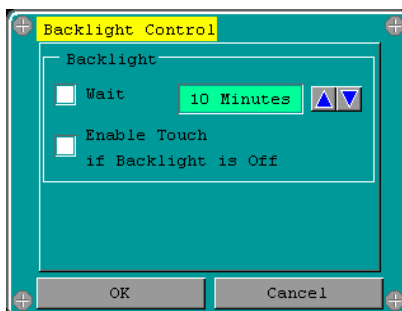 Backlight Control
Backlight
Wait 10 Minutes
Enable Touch
if Backlight is Off
OK Cancel